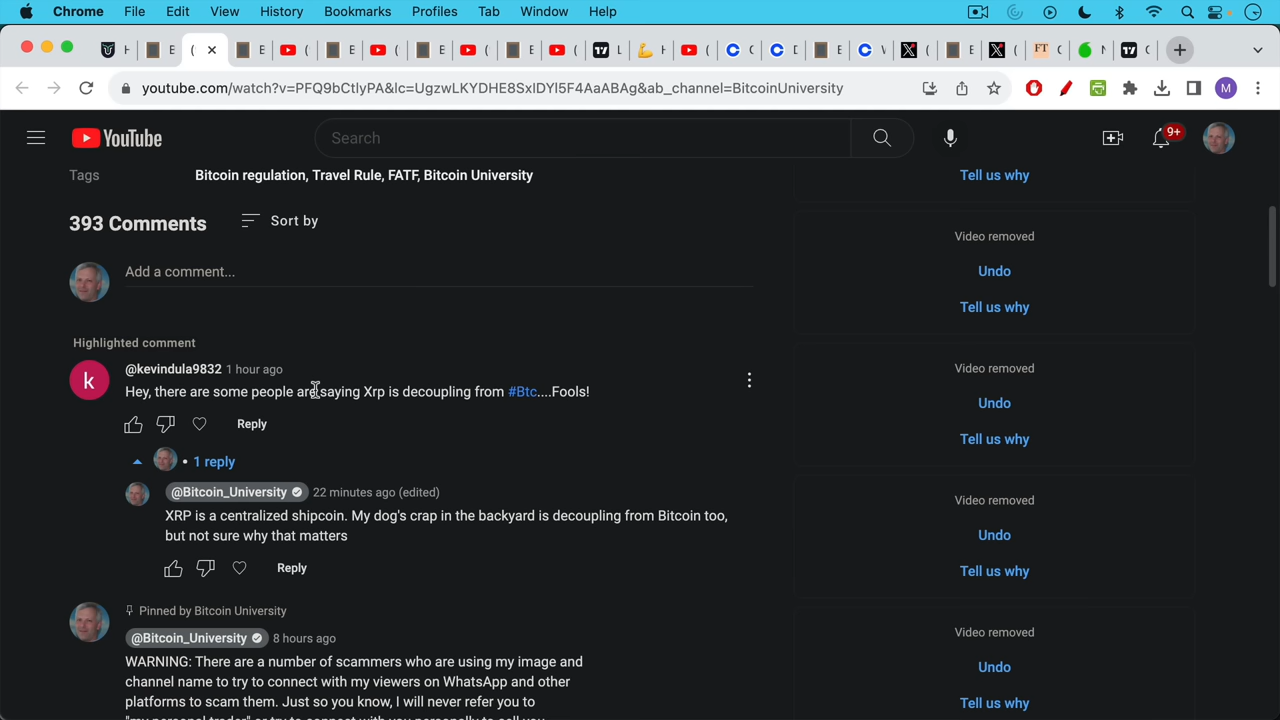 Chrome File Edit View History Bookmarks Profiles Tab Window Help
youtube.com/watch?v=PFQ9bCtlyPA&lc=UgzwLKYDHE8SxIDYl5F4AaABAg&ab_channel=BitcoinUniversity
M
YouTube
Search
9+
Tags Bitcoin regulation, Travel Rule, FATF, Bitcoin University
Tell us why
393 Comments
Sort by
Video removed
Undo
Tell us why
Add a comment...
Highlighted comment
k
@kevindula9832 1 hour ago
Hey, there are some people are saying Xrp is decoupling from #Btc....Fools!
Reply
Video removed
Undo
Tell us why
• 1 reply
@Bitcoin_University 22 minutes ago (edited)
XRP is a centralized shipcoin. My dog's crap in the backyard is decoupling from Bitcoin too,
but not sure why that matters
Reply
Video removed
Undo
Tell us why
Pinned by Bitcoin University
@Bitcoin_University 8 hours ago
WARNING: There are a number of scammers who are using my image and
channel name to try to connect with my viewers on WhatsApp and other
platforms to scam them. Just so you know, I will never refer you to
Video removed
Undo
Tell us why